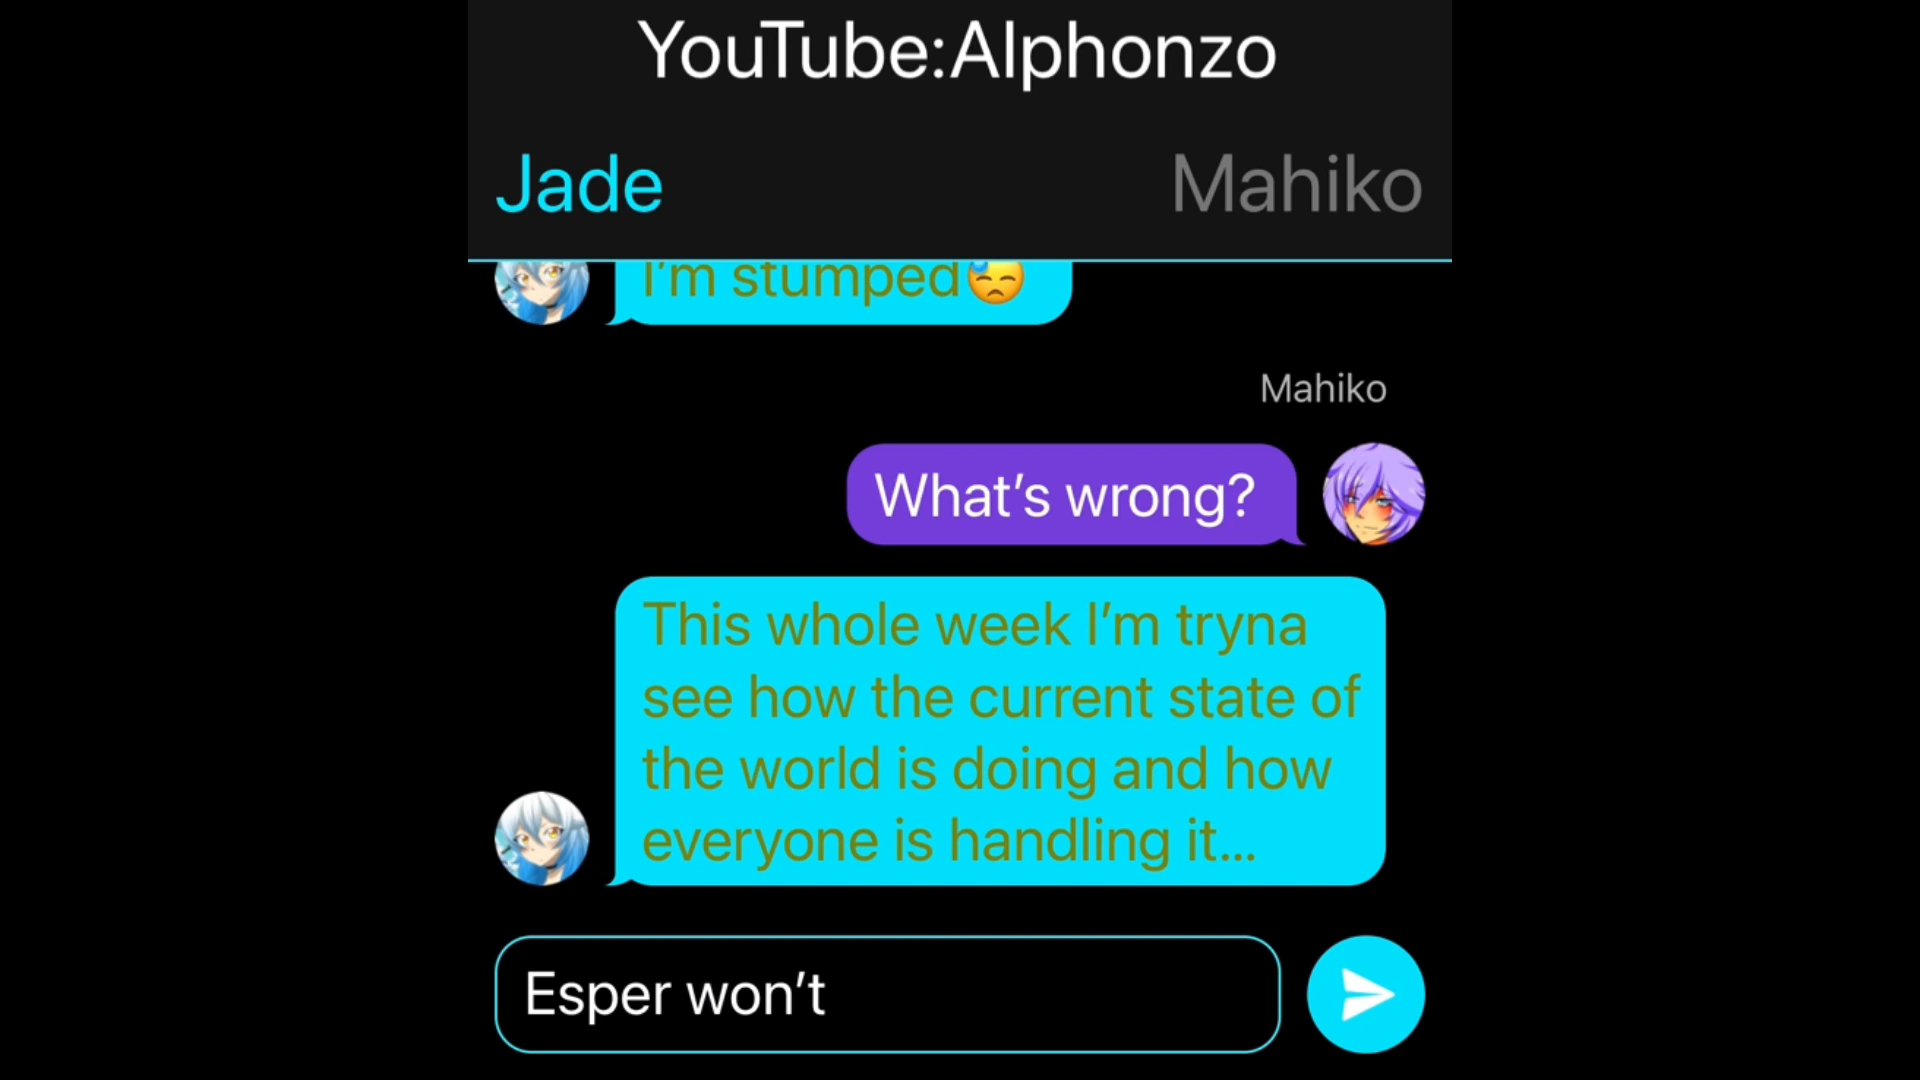 YouTube:Alphonzo
Jade
Mahiko
I’m stumped😓
Mahiko
What’s wrong?
This whole week I’m tryna
see how the current state of
the world is doing and how
everyone is handling it...
Esper won’t